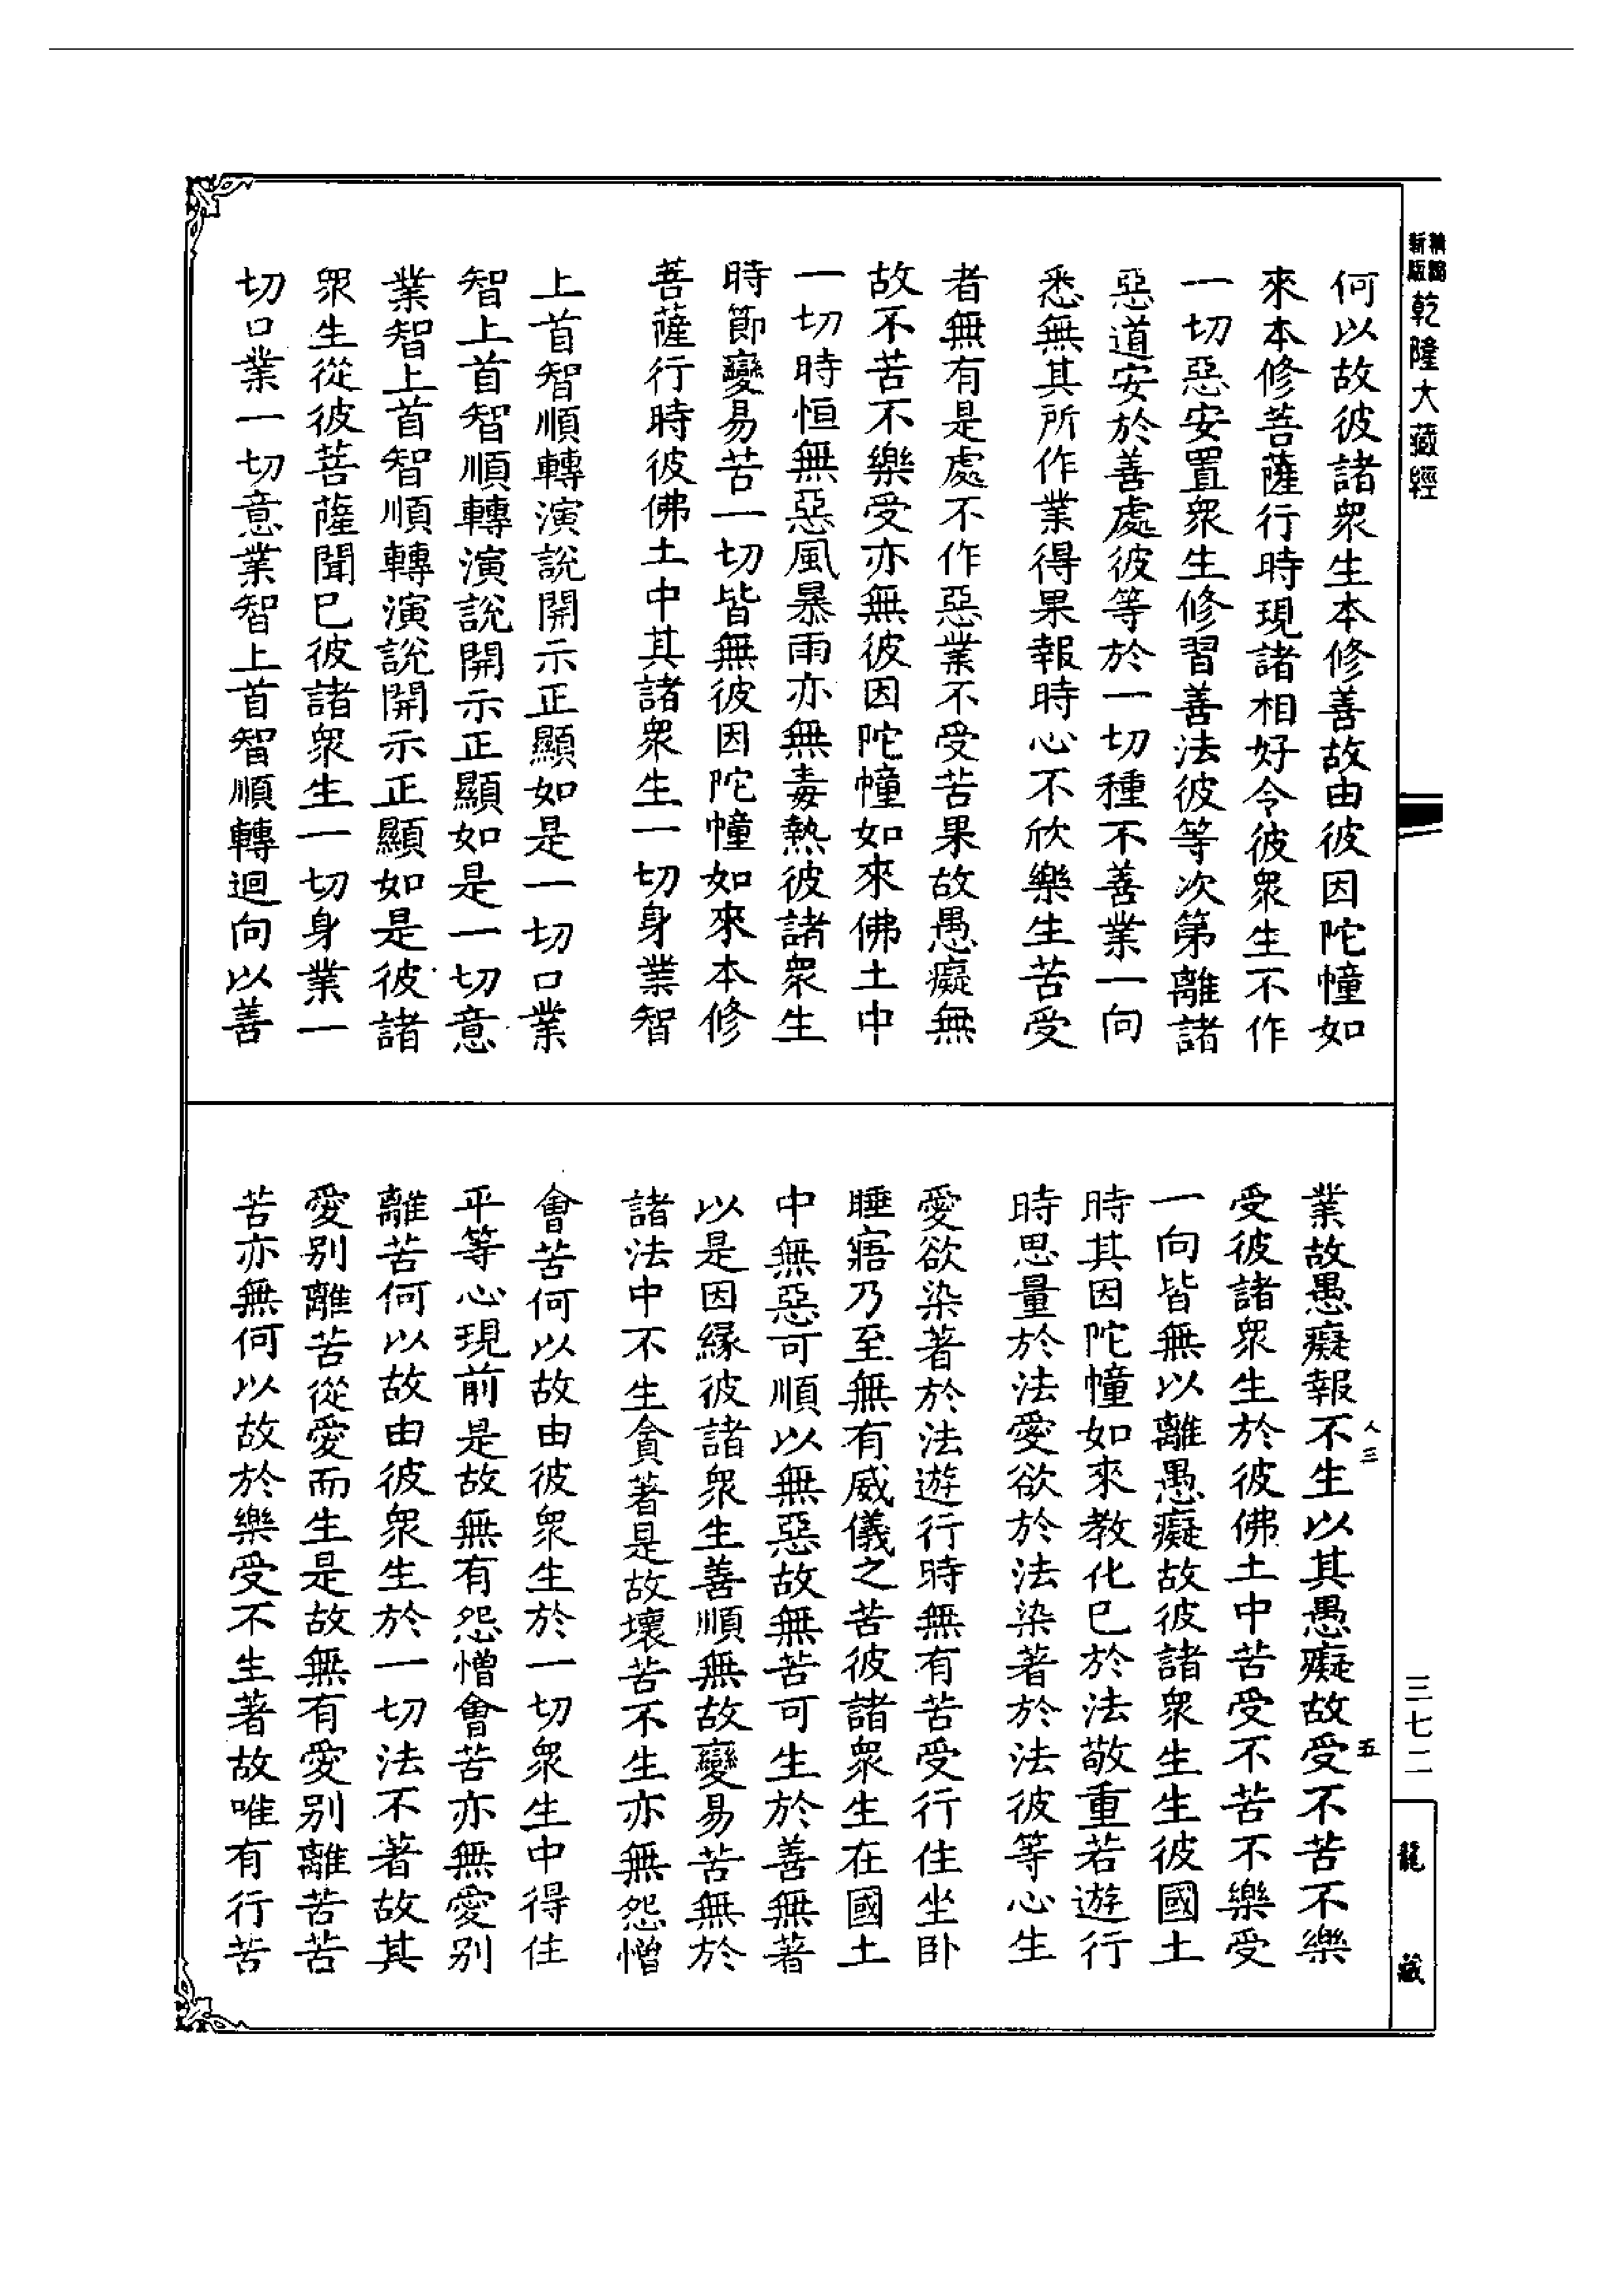 精編新版乾隆大藏經
何以故彼諸衆生本修善故由彼因陀幢如
來本修菩薩行時現諸相好令彼衆生不作
一切惡安置衆生修習善法彼等次第離諸
惡道安於善處彼等於一切種不善業一向
悉無其所作業得果報時心不欣樂生苦受
者無有是處不作惡業不受苦果故愚癡無
故不苦不樂受亦無彼因陀幢如來佛土中
一切時恒無惡風暴雨亦無毒熱彼諸衆生
時節變易苦一切皆無彼因陀幢如來本修
菩薩行時彼佛土中其諸衆生一切身業智
上首智順轉演說開示正顯如是一切口業
智上首智順轉演說開示正顯如是一切意
業智上首智順轉演說開示正顯如是彼諸
衆生從彼菩薩聞已彼諸衆生一切身業一
切口業一切意業智上首智順轉迴向以善
業故愚癡報不生以其愚癡故受不苦不樂
受彼諸衆生於彼佛土中苦受不苦不樂受
一向皆無以離愚癡故彼諸衆生生彼國土
時其因陀幢如來教化已於法敬重若遊行
時思量於法愛欲於法染著於法彼等心生
愛欲染著於法遊行時無有苦受行住坐卧
睡寤乃至無有威儀之苦彼諸衆生在國土
中無惡可順以無惡故無苦可生於善無著
以是因緣彼諸衆生善順無故變易苦無於
諸法中不生貪著是故壞苦不生亦無怨憎
會苦何以故由彼衆生於一切衆生中得住
平等心現前是故無有怨憎會苦亦無愛别
離苦何以故由彼衆生於一切法不著故其
愛别離苦從愛而生是故無有愛别離苦苦
苦亦無何以故於樂受不生著故唯有行苦
人三
五
三七二
龍藏